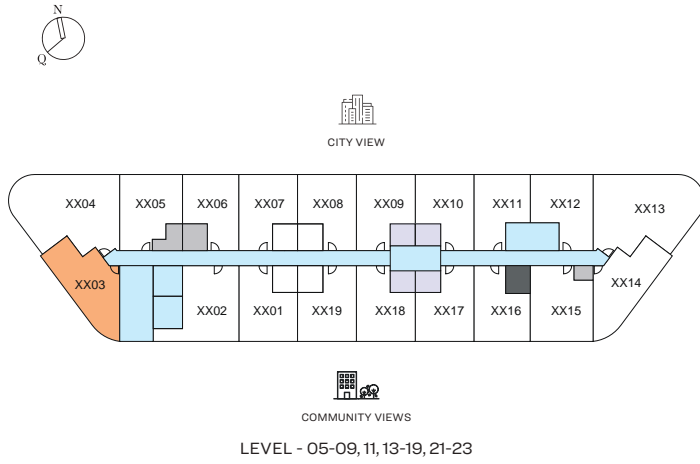 N
Q
CITY VIEW
XX04 XX05 XX06 XX07 XX08 XX09 XX10 XX11 XX12 XX13
XX03 XX02 XX01 XX19 XX18 XX17 XX16 XX15 XX14
COMMUNITY VIEWS
LEVEL - 05-09, 11, 13-19, 21-23